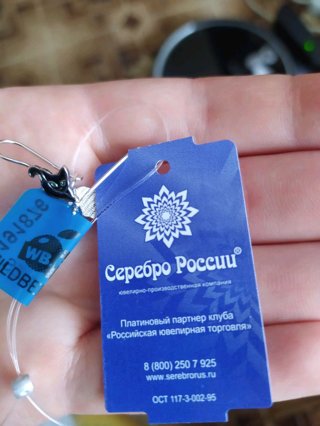 Серебро России®
ювелирно-производственная компания
Платиновый партнер клуба
«Российская ювелирная торговля»
8 (800) 250 7 925
www.serebrorus.ru
ОСТ 117-3-002-95
WB